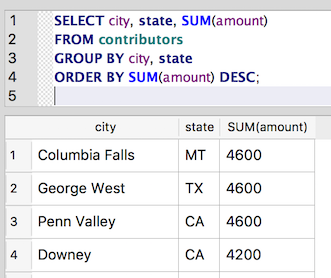 1 SELECT city, state, SUM(amount)
2 FROM contributors
3 GROUP BY city, state
4 ORDER BY SUM(amount) DESC;
5
city state SUM(amount)
1 Columbia Falls MT 4600
2 George West TX 4600
3 Penn Valley CA 4600
4 Downey CA 4200